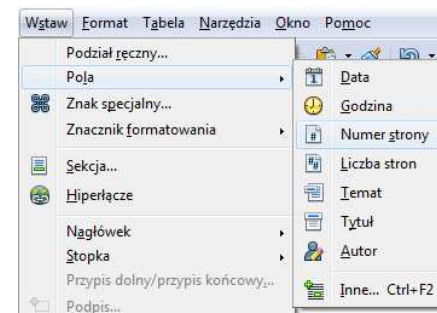 Wstaw Format Tabela Narzędzia Okno Pomoc
Podział ręczny...
Pola
Znak specjalny...
Znacznik formatowania
Sekcja...
Hiperłącze
Nagłówek
Stopka
Przypis dolny/przypis końcowy...
Podpis...
Data
Godzina
Numer strony
Liczba stron
Temat
Tytuł
Autor
Inne... Ctrl+F2